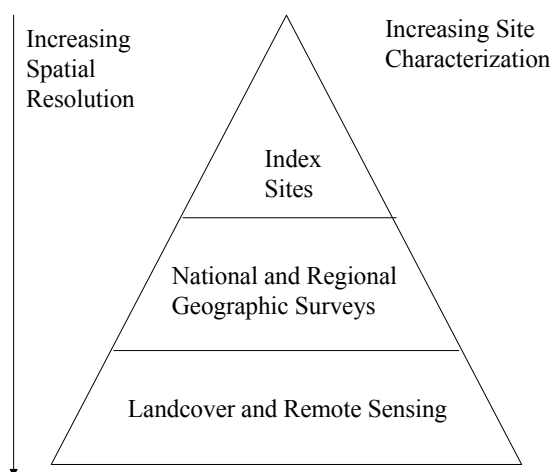 Increasing
Spatial
Resolution
Increasing Site
Characterization
Index
Sites
National and Regional
Geographic Surveys
Landcover and Remote Sensing